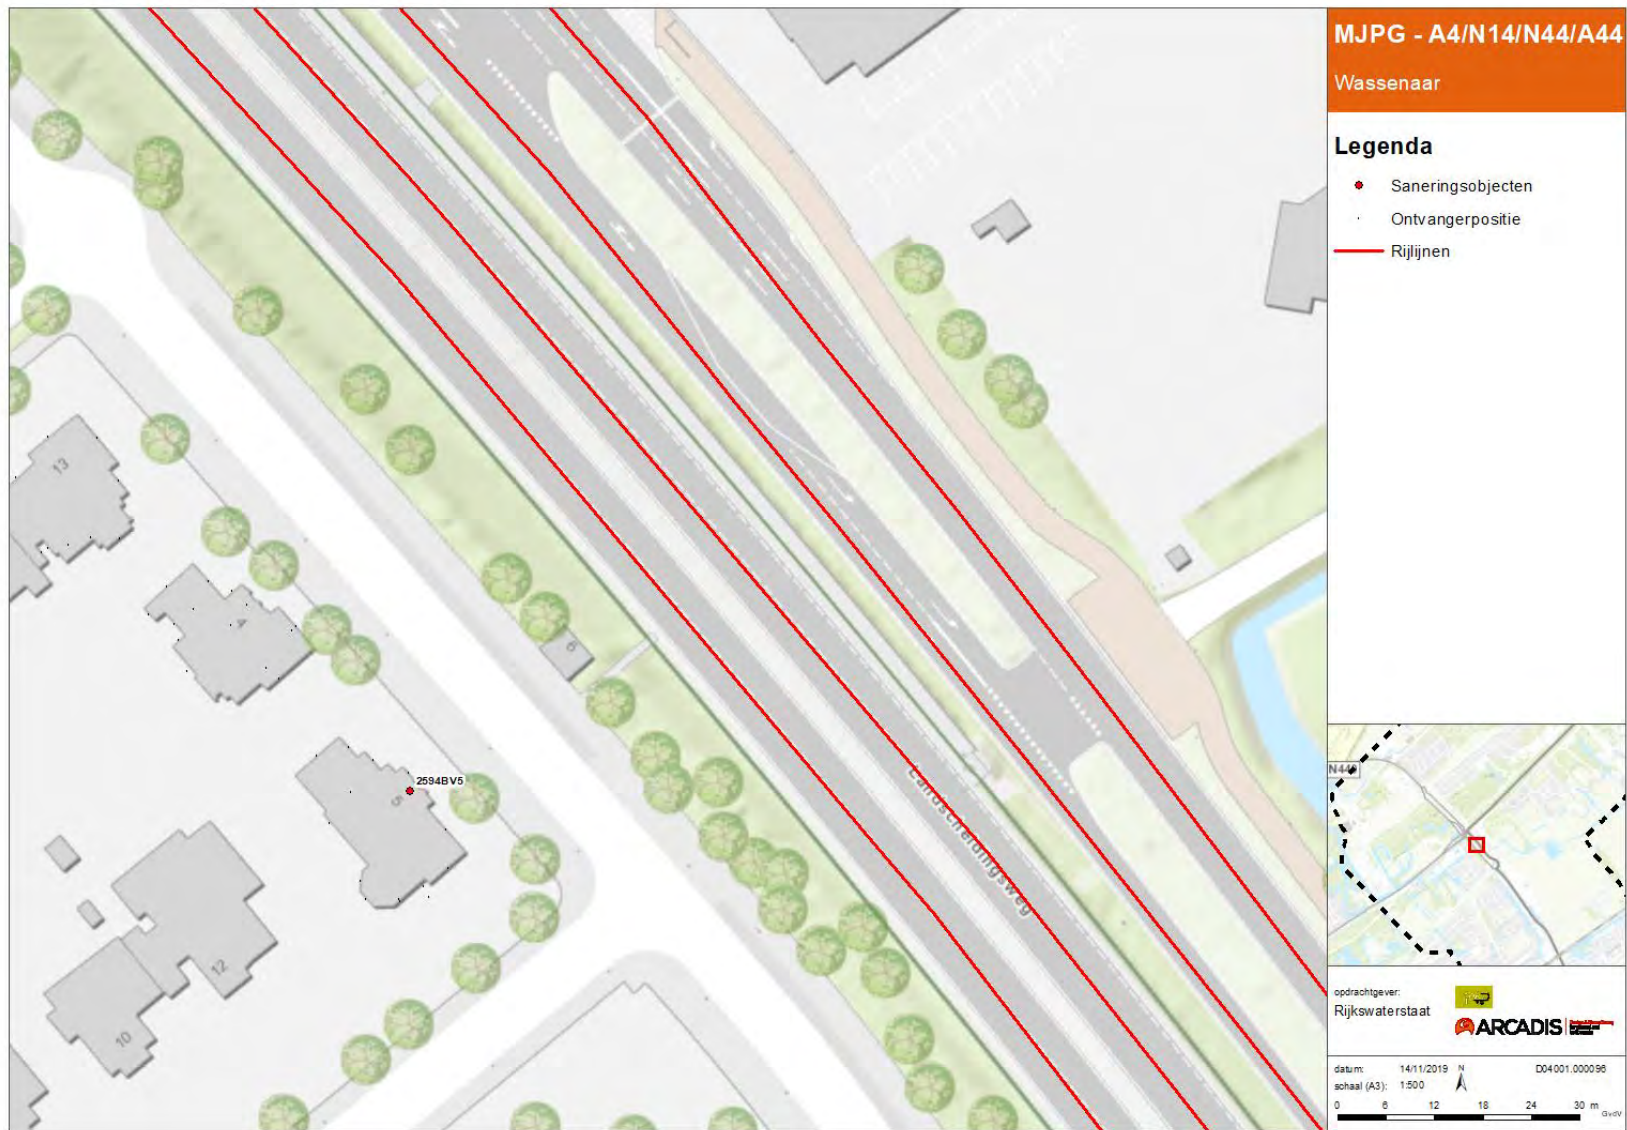 MJPG - A4/N14/N44/A44
Wassenaar
Legenda
Saneringsobjecten
Ontvangerpositie
Rijlijnen
13
4
6
2594BV5
5
Landscheidingsweg
12
10
opdrachtgever:
Rijkswaterstaat
ARCADIS
datum: 14/11/2019 N D04001.000096
schaal (A3): 1:500
0 6 12 18 24 30 m
GvdV